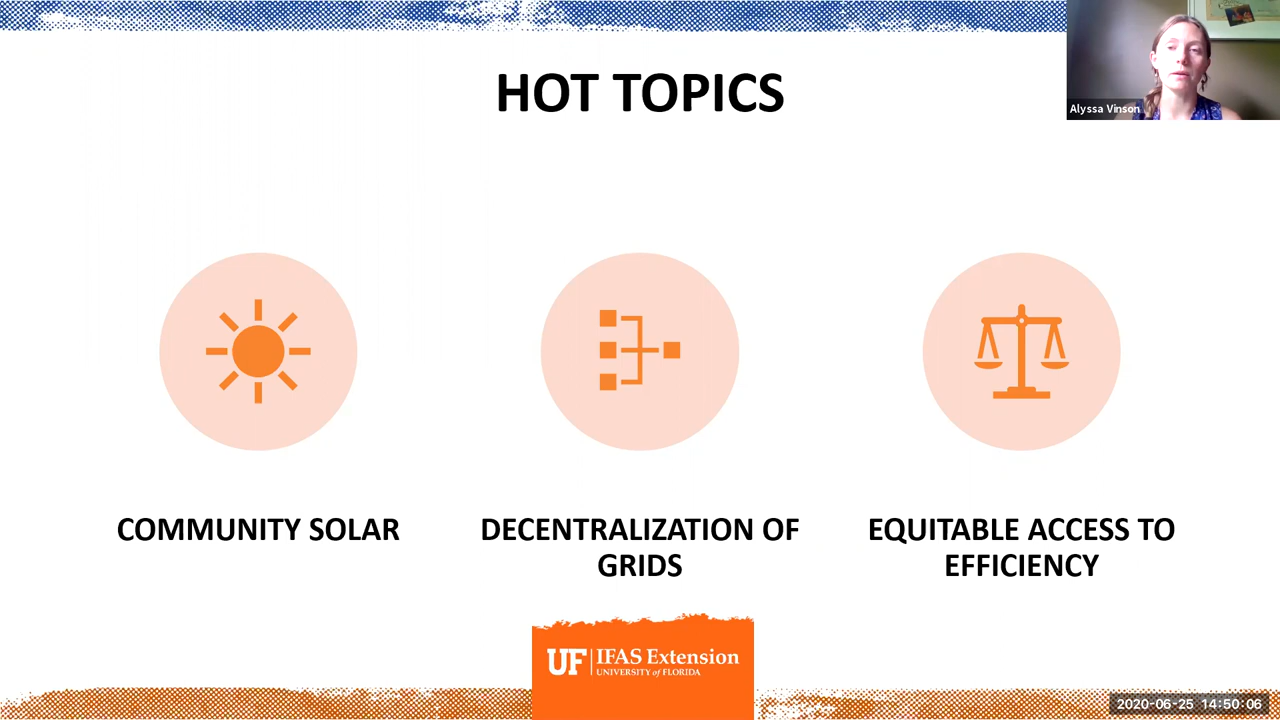 HOT TOPICS
Alyssa Vinson
COMMUNITY SOLAR
DECENTRALIZATION OF
GRIDS
EQUITABLE ACCESS TO
EFFICIENCY
UF IFAS Extension
UNIVERSITY of FLORIDA
2020-06-25 14:50:06